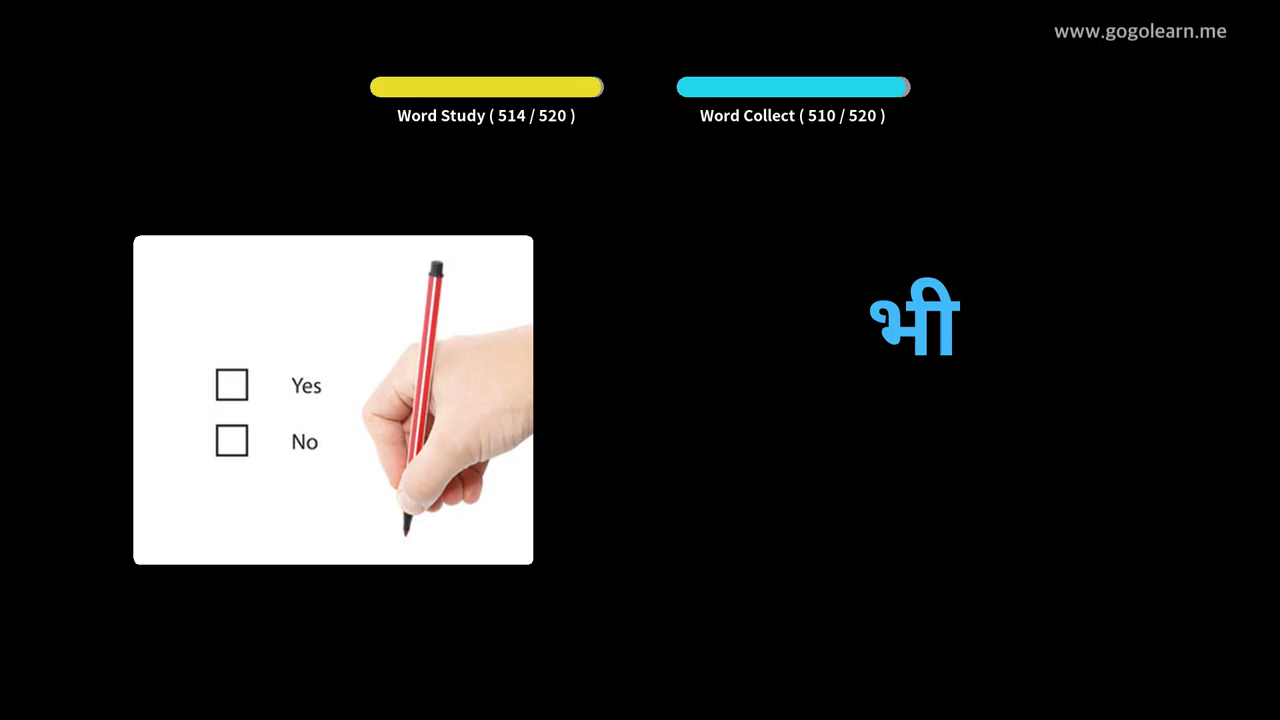 www.gogolearn.me
Word Study ( 514 / 520 )
Word Collect ( 510 / 520 )
भी
Yes
No